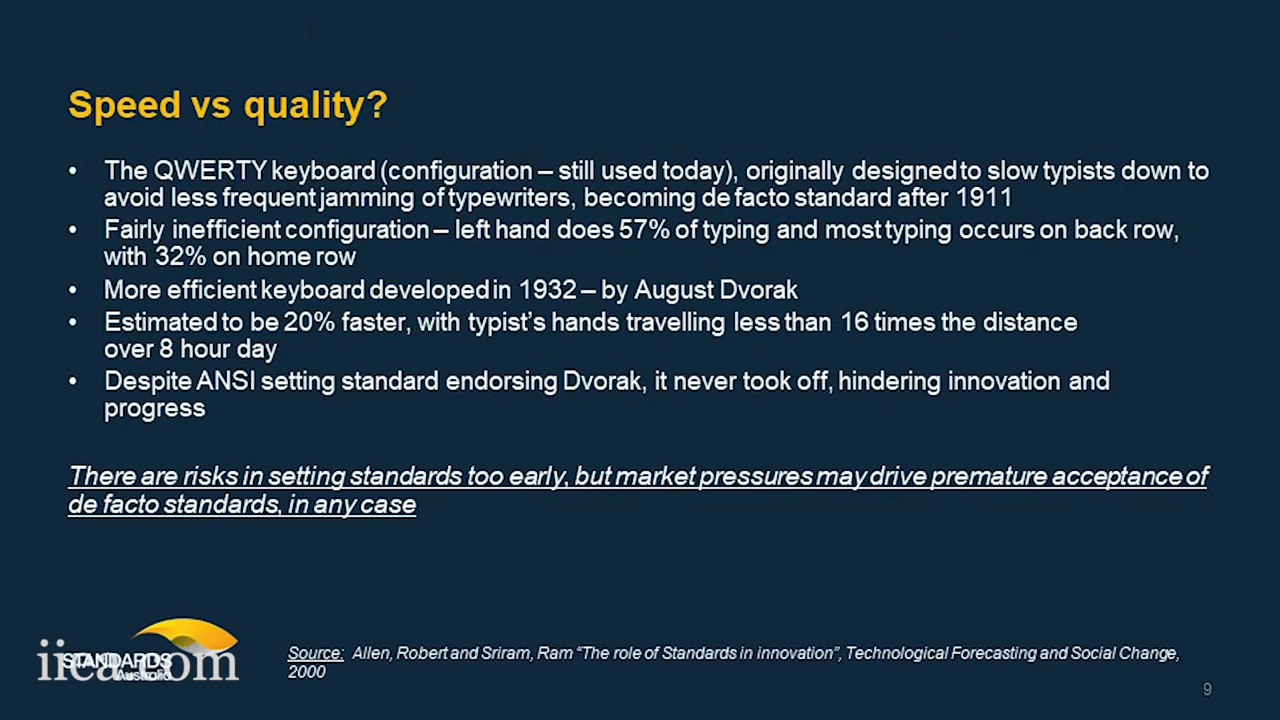 Speed vs quality?
• The QWERTY keyboard (configuration – still used today), originally designed to slow typists down to
avoid less frequent jamming of typewriters, becoming de facto standard after 1911
• Fairly inefficient configuration – left hand does 57% of typing and most typing occurs on back row,
with 32% on home row
• More efficient keyboard developed in 1932 – by August Dvorak
• Estimated to be 20% faster, with typist's hands travelling less than 16 times the distance
over 8 hour day
• Despite ANSI setting standard endorsing Dvorak, it never took off, hindering innovation and
progress
There are risks in setting standards too early, but market pressures may drive premature acceptance of
de facto standards, in any case
iiea.com
STANDARDS
Australia
Source: Allen, Robert and Sriram, Ram "The role of Standards in innovation", Technological Forecasting and Social Change,
2000
9